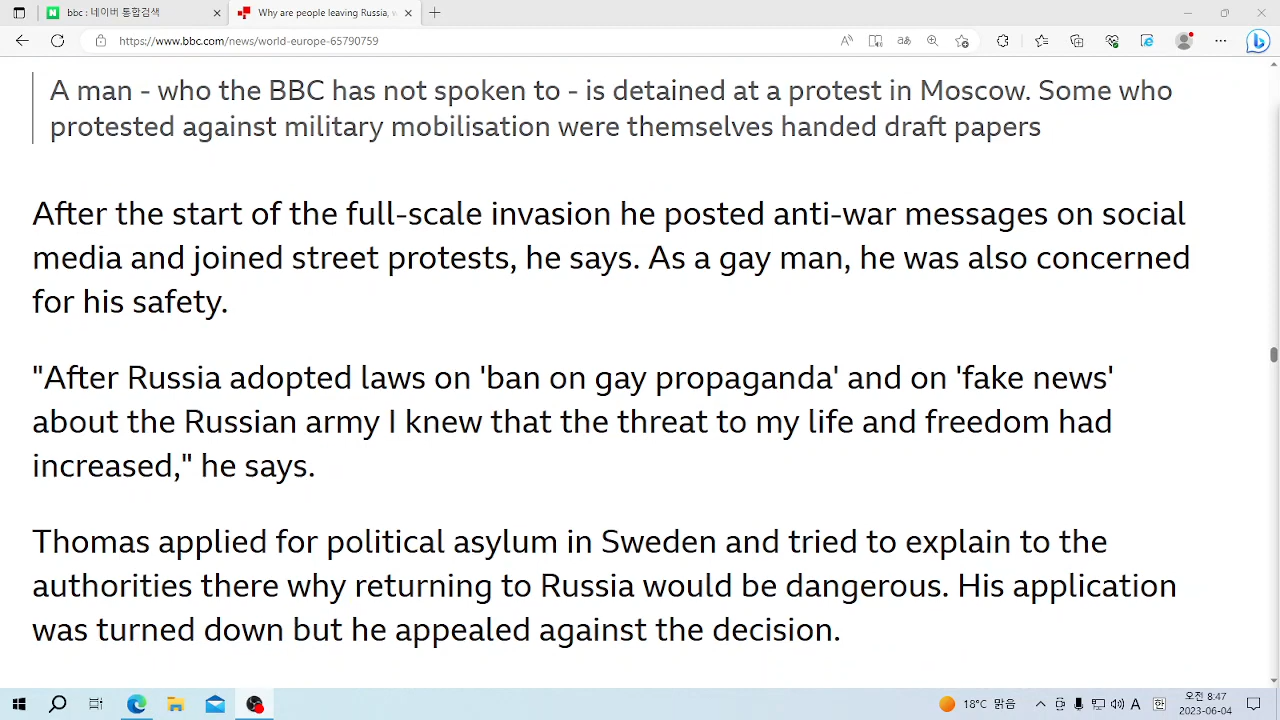 bbc : 네이버 통합검색
Why are people leaving Russia, w
https://www.bbc.com/news/world-europe-65790759
A man - who the BBC has not spoken to - is detained at a protest in Moscow. Some who
protested against military mobilisation were themselves handed draft papers
After the start of the full-scale invasion he posted anti-war messages on social
media and joined street protests, he says. As a gay man, he was also concerned
for his safety.
"After Russia adopted laws on 'ban on gay propaganda' and on 'fake news'
about the Russian army I knew that the threat to my life and freedom had
increased," he says.
Thomas applied for political asylum in Sweden and tried to explain to the
authorities there why returning to Russia would be dangerous. His application
was turned down but he appealed against the decision.
18°C 맑음
A
오전 8:47
2023-06-04